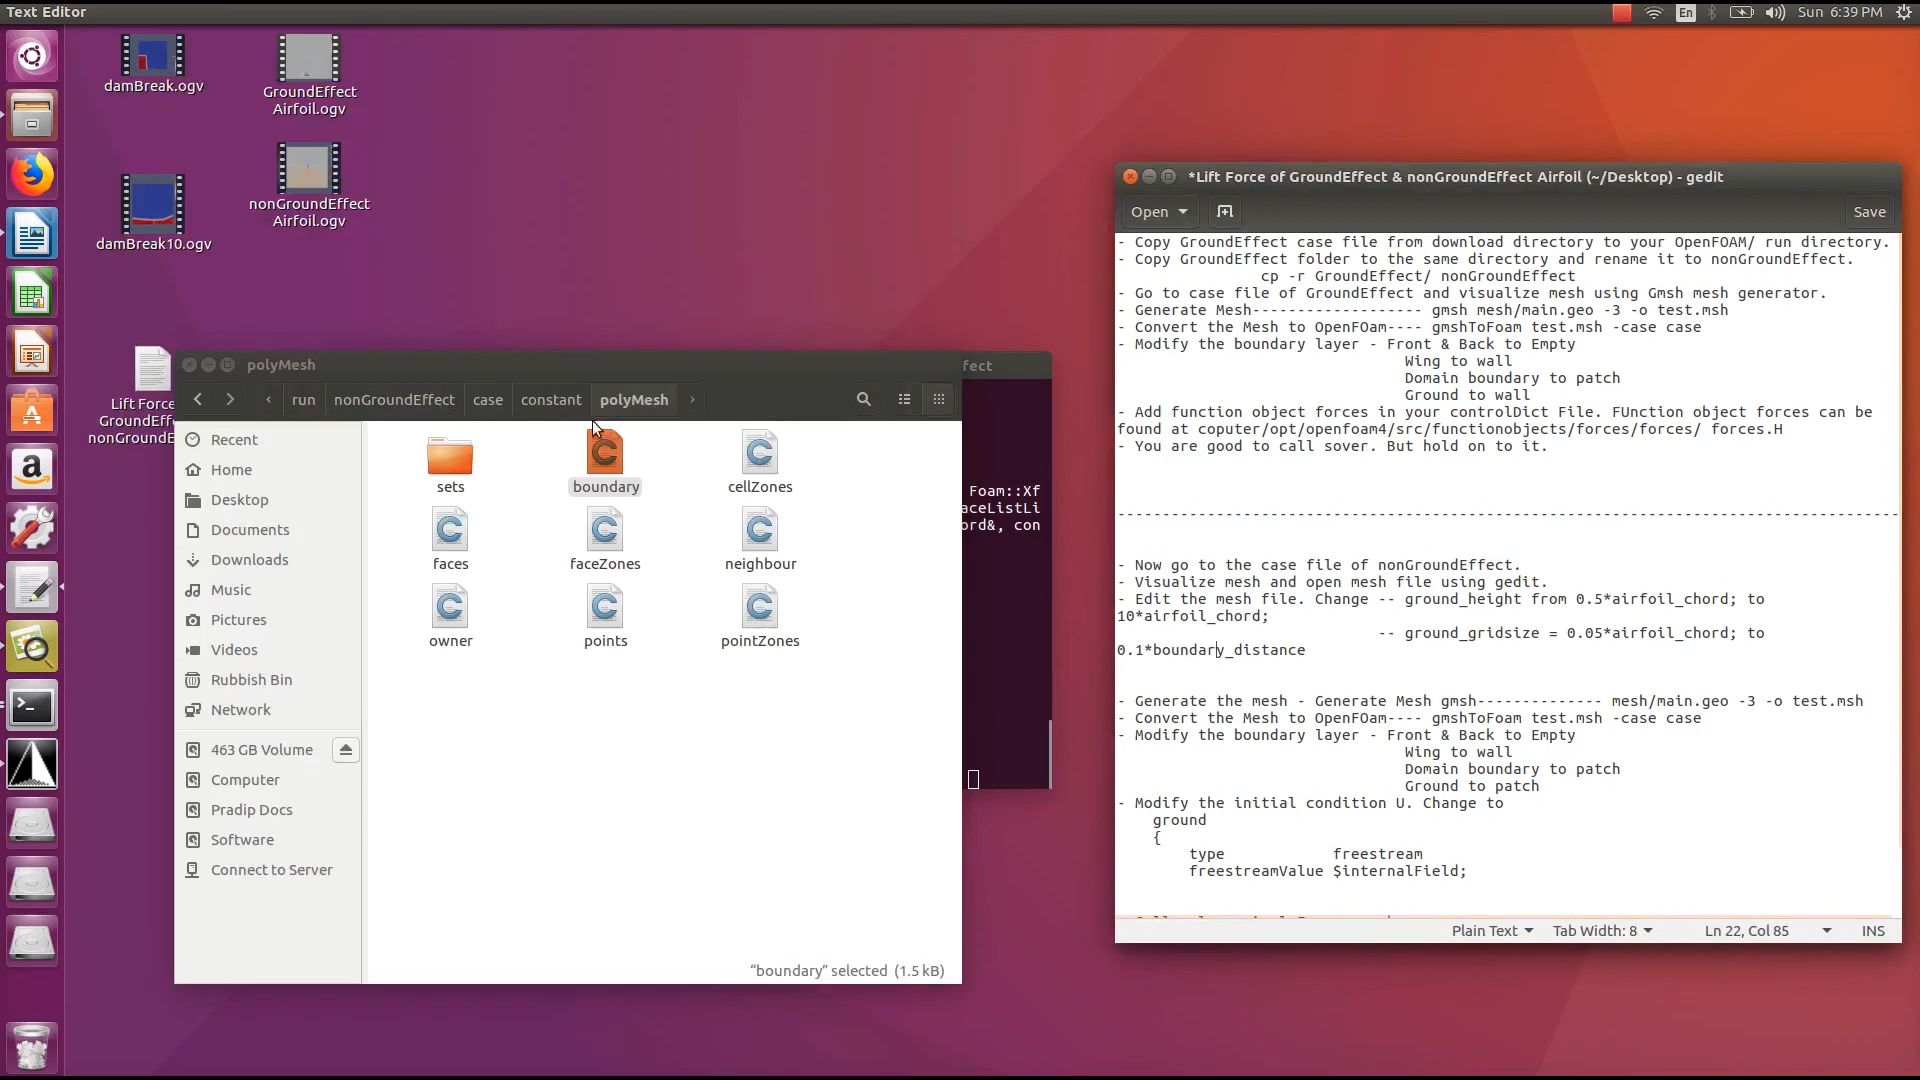 Text Editor
En
Sun 6:39 PM
damBreak.ogv
GroundEffect
Airfoil.ogv
nonGroundEffect
Airfoil.ogv
damBreak10.ogv
Lift Force
GroundEff
nonGroundE
polyMesh
ffect
run
nonGroundEffect
case
constant
polyMesh
Recent
Home
Desktop
Documents
Downloads
Music
Pictures
Videos
Rubbish Bin
Network
463 GB Volume
Computer
Pradip Docs
Software
Connect to Server
sets
boundary
cellZones
faces
faceZones
neighbour
owner
points
pointZones
"boundary" selected (1.5 kB)
Foam::Xf
aceListLi
ord&, con
*Lift Force of GroundEffect & nonGroundEffect Airfoil (~/Desktop) - gedit
Open
Save
- Copy GroundEffect case file from download directory to your OpenFOAM/ run directory.
- Copy GroundEffect folder to the same directory and rename it to nonGroundEffect.
cp -r GroundEffect/ nonGroundEffect
- Go to case file of GroundEffect and visualize mesh using Gmsh mesh generator.
- Generate Mesh------------------- gmsh mesh/main.geo -3 -o test.msh
- Convert the Mesh to OpenFOam---- gmshToFoam test.msh -case case
- Modify the boundary layer - Front & Back to Empty
Wing to wall
Domain boundary to patch
Ground to wall
- Add function object forces in your controlDict File. FUnction object forces can be
found at coputer/opt/openfoam4/src/functionobjects/forces/forces/ forces.H
- You are good to call sover. But hold on to it.
---------------------------------------------------------------------------------------
- Now go to the case file of nonGroundEffect.
- Visualize mesh and open mesh file using gedit.
- Edit the mesh file. Change -- ground_height from 0.5*airfoil_chord; to
10*airfoil_chord;
-- ground_gridsize = 0.05*airfoil_chord; to
0.1*boundary_distance
- Generate the mesh - Generate Mesh gmsh-------------- mesh/main.geo -3 -o test.msh
- Convert the Mesh to OpenFOam---- gmshToFoam test.msh -case case
- Modify the boundary layer - Front & Back to Empty
Wing to wall
Domain boundary to patch
Ground to patch
- Modify the initial condition U. Change to
ground
{
type freestream
freestreamValue $internalField;
Plain Text
Tab Width: 8
Ln 22, Col 85
INS